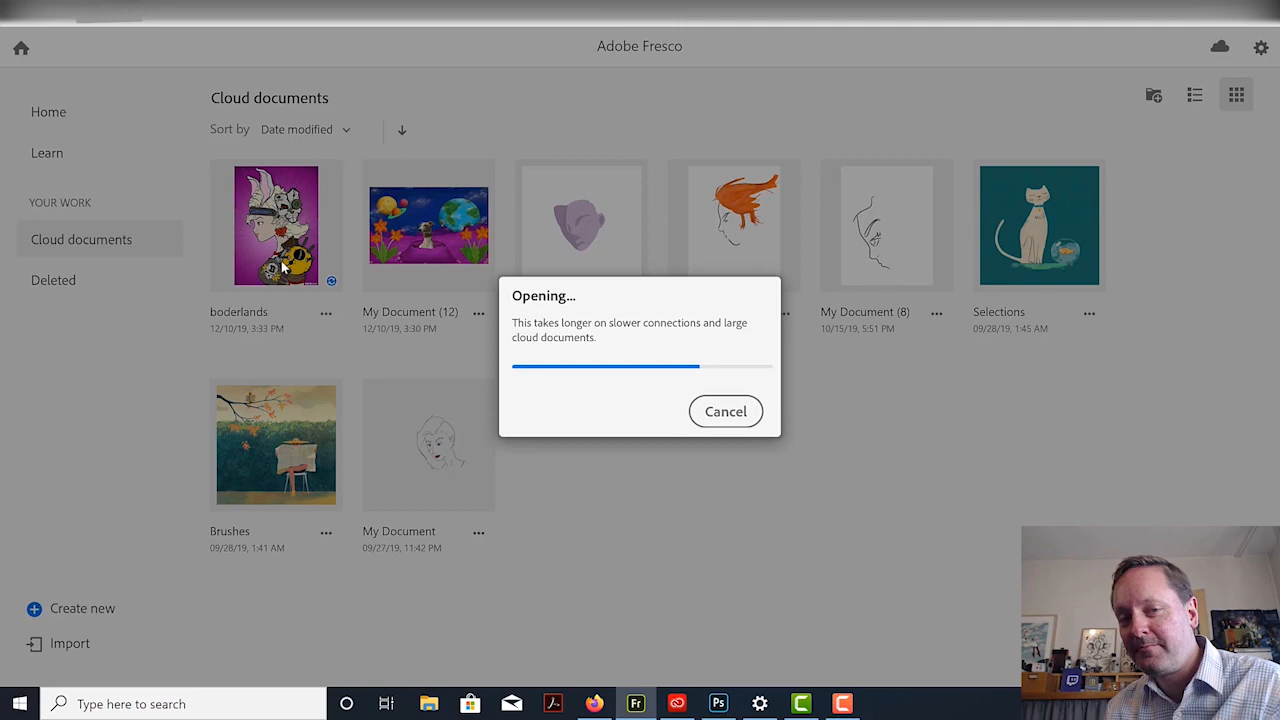 Adobe Fresco
Home
Learn
YOUR WORK
Cloud documents
Deleted
Create new
Import
Cloud documents
Sort by Date modified
boderlands
12/10/19, 3:33 PM
My Document (12)
12/10/19, 3:30 PM
My Document (8)
10/15/19, 5:51 PM
Selections
09/28/19, 1:45 AM
Brushes
09/28/19, 1:41 AM
My Document
09/27/19, 11:42 PM
Opening...
This takes longer on slower connections and large
cloud documents.
Cancel
Type here to search
Fr
Ps